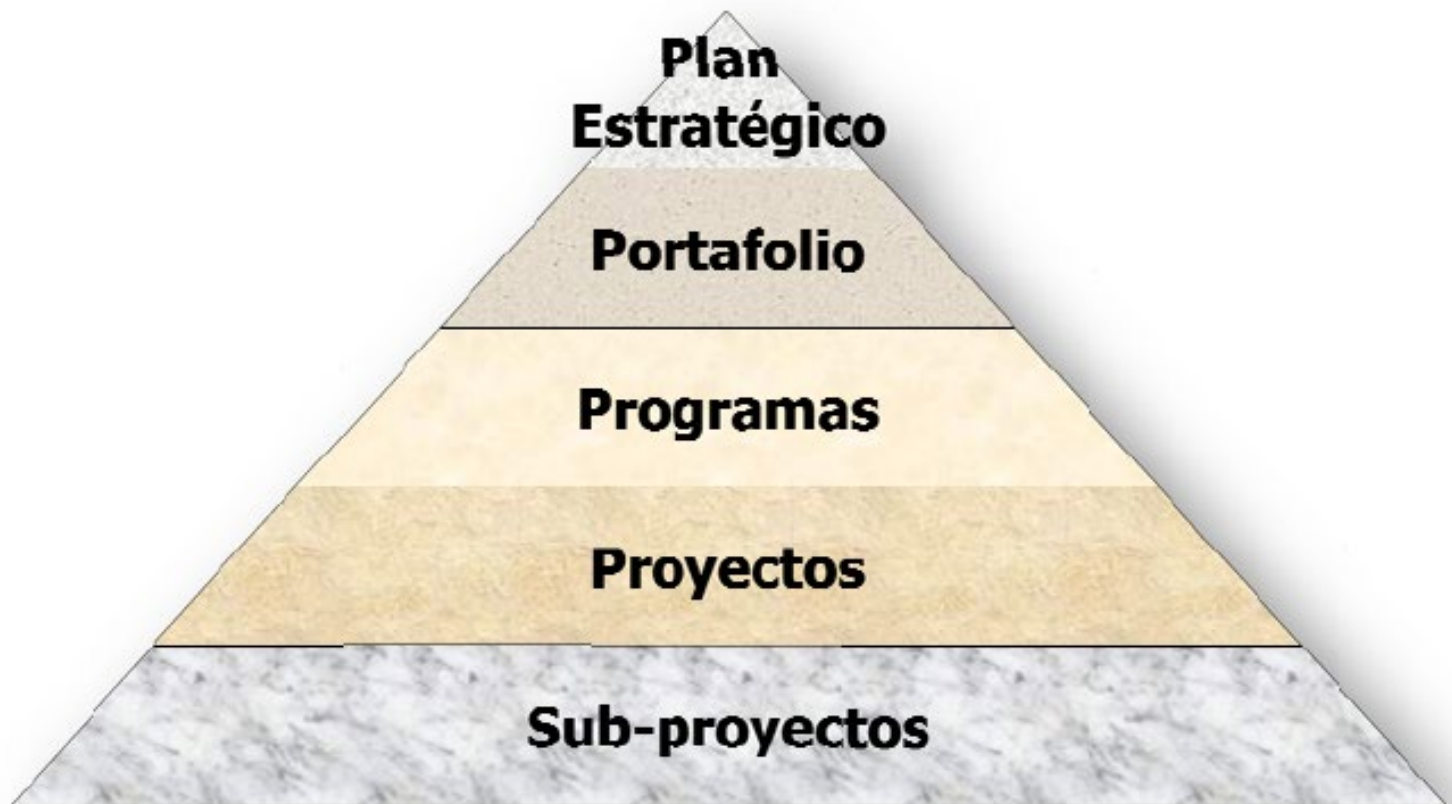 Plan
Estratégico
Portafolio
Programas
Proyectos
Sub-proyectos